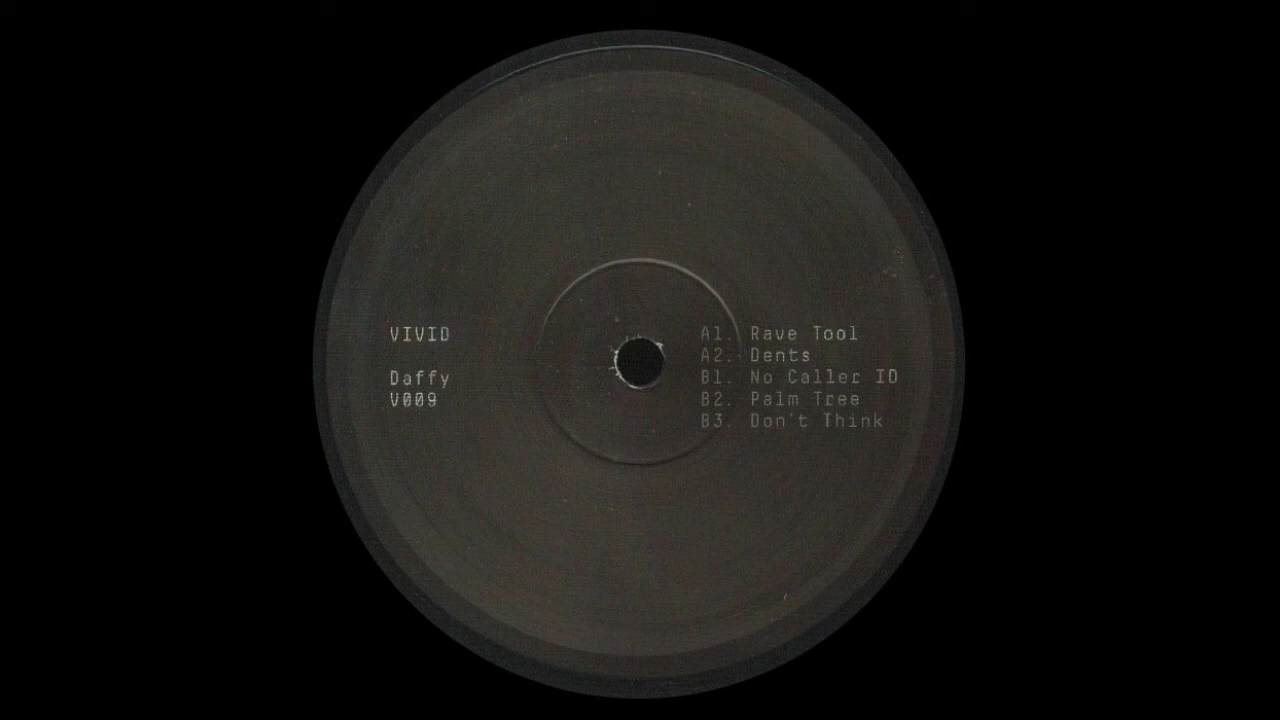 VIVID
Daffy
V009
A1. Rave Tool
A2. Dents
B1. No Caller ID
B2. Palm Tree
B3. Don't Think